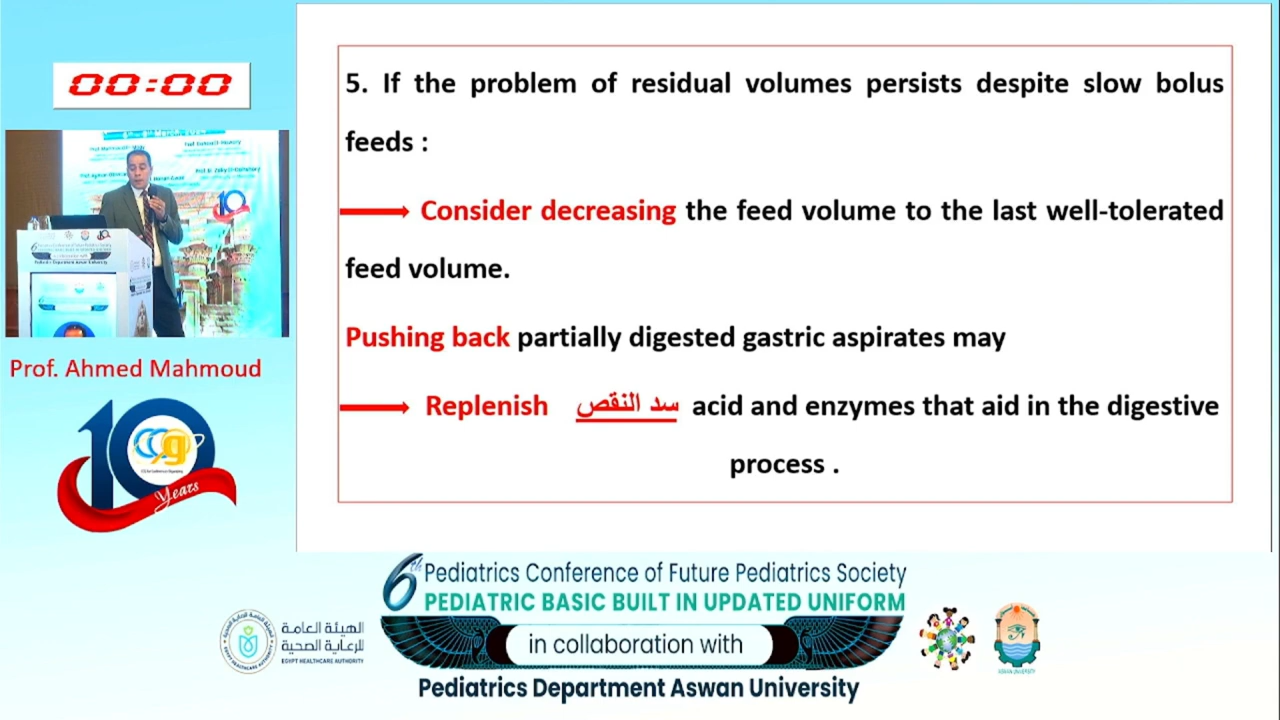 00:00
5. If the problem of residual volumes persists despite slow bolus
feeds :
Consider decreasing the feed volume to the last well-tolerated
feed volume.
Pushing back partially digested gastric aspirates may
Replenish سد النقص acid and enzymes that aid in the digestive
process .
Prof. Ahmed Mahmoud
10
Years
6th Pediatrics Conference of Future Pediatrics Society
PEDIATRIC BASIC BUILT IN UPDATED UNIFORM
in collaboration with
Pediatrics Department Aswan University
الهيئة العامة
للرعاية الصحية
EGYPT HEALTHCARE AUTHORITY
ASWAN UNIVERSITY